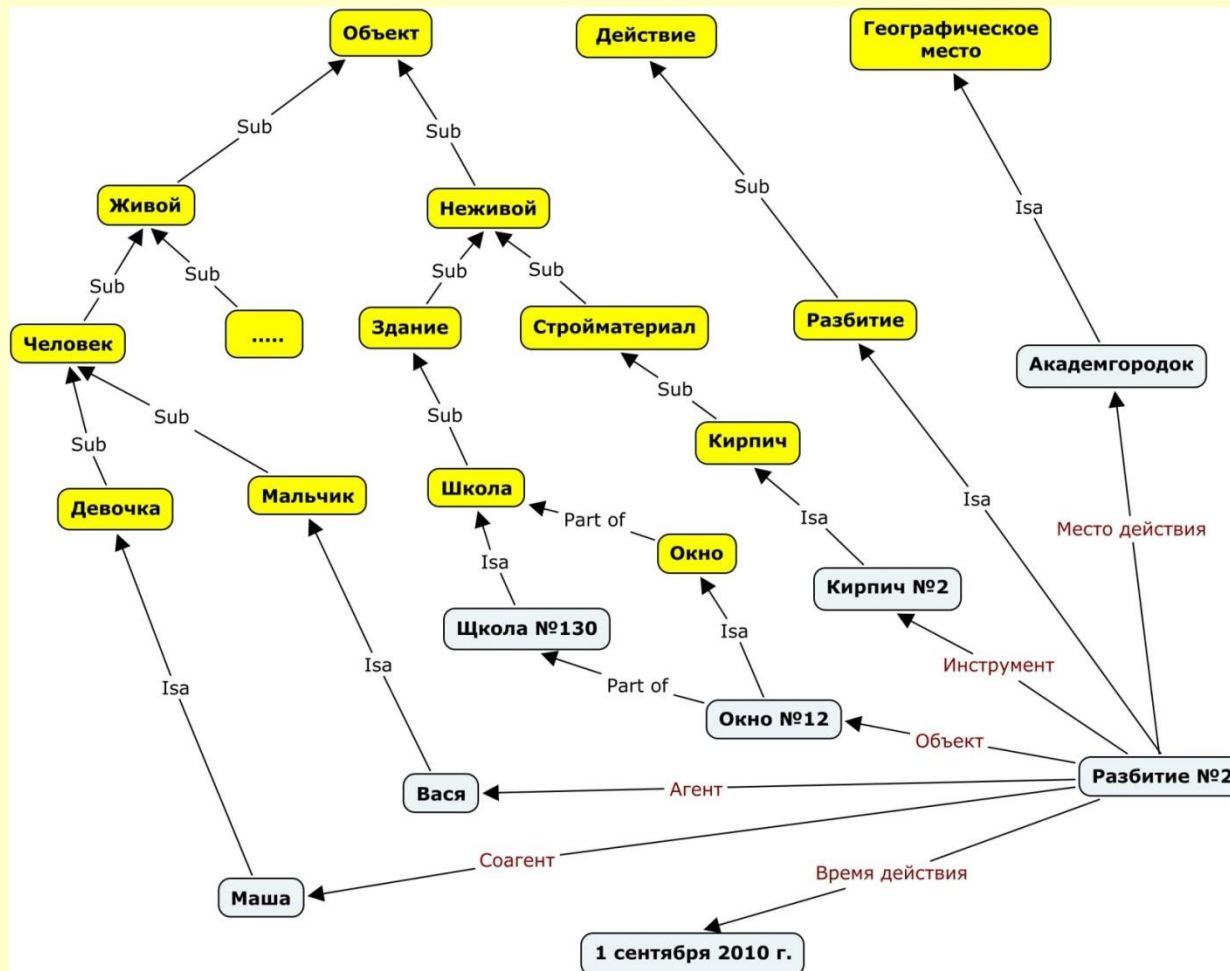 Объект
Действие
Географическое
место
Sub
Sub
Sub
Isa
Живой
Неживой
Sub
Sub
Sub
Sub
Человек
.....
Здание
Стройматериал
Разбитие
Академгородок
Sub
Sub
Sub
Sub
Девочка
Мальчик
Школа
Кирпич
Isa
Part of
Isa
Место действия
Окно
Isa
Кирпич №2
Щкола №130
Isa
Isa
Isa
Part of
Инструмент
Окно №12
Объект
Вася
Агент
Разбитие №2
Соагент
Время действия
Маша
1 сентября 2010 г.